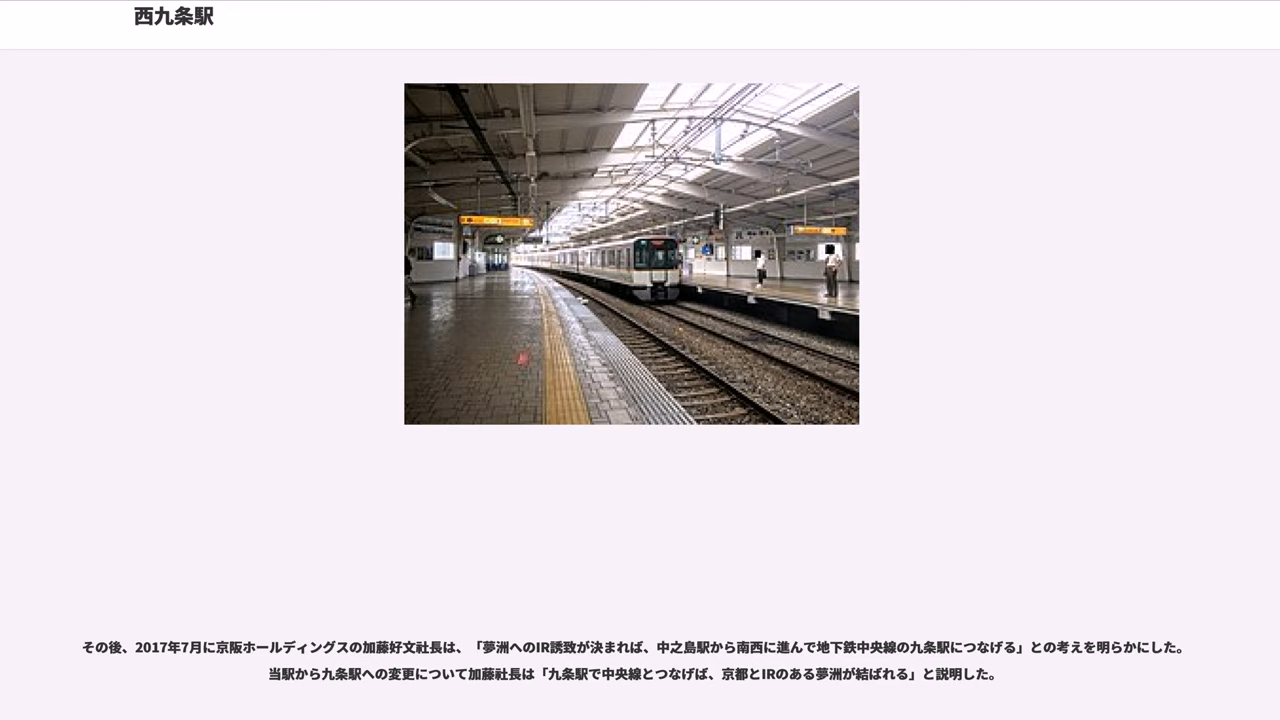 西九条駅
その後、2017年7月に京阪ホールディングスの加藤好文社長は、「夢洲へのIR誘致が決まれば、中之島駅から南西に進んで地下鉄中央線の九条駅につなげる」との考えを明らかにした。
当駅から九条駅への変更について加藤社長は「九条駅で中央線とつなげば、京都とIRのある夢洲が結ばれる」と説明した。